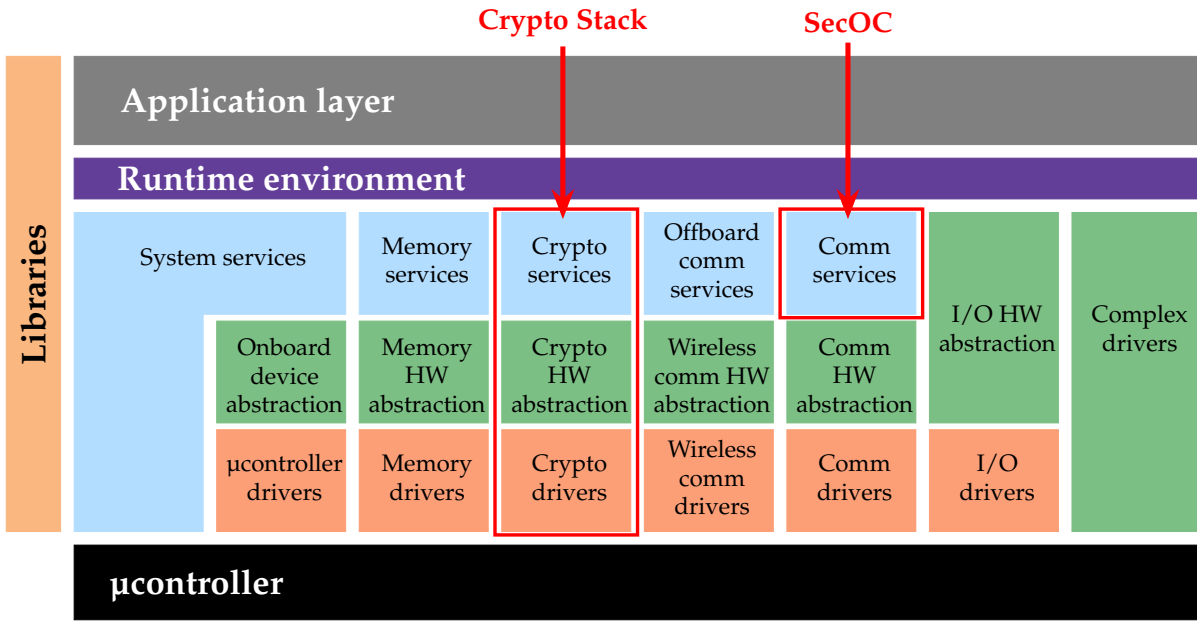 Crypto Stack
SecOC
Libraries
Application layer
Runtime environment
System services
Memory
services
Crypto
services
Offboard
comm
services
Comm
services
I/O HW
abstraction
Complex
drivers
Onboard
device
abstraction
Memory
HW
abstraction
Crypto
HW
abstraction
Wireless
comm HW
abstraction
Comm
HW
abstraction
µcontroller
drivers
Memory
drivers
Crypto
drivers
Wireless
comm
drivers
Comm
drivers
I/O
drivers
µcontroller